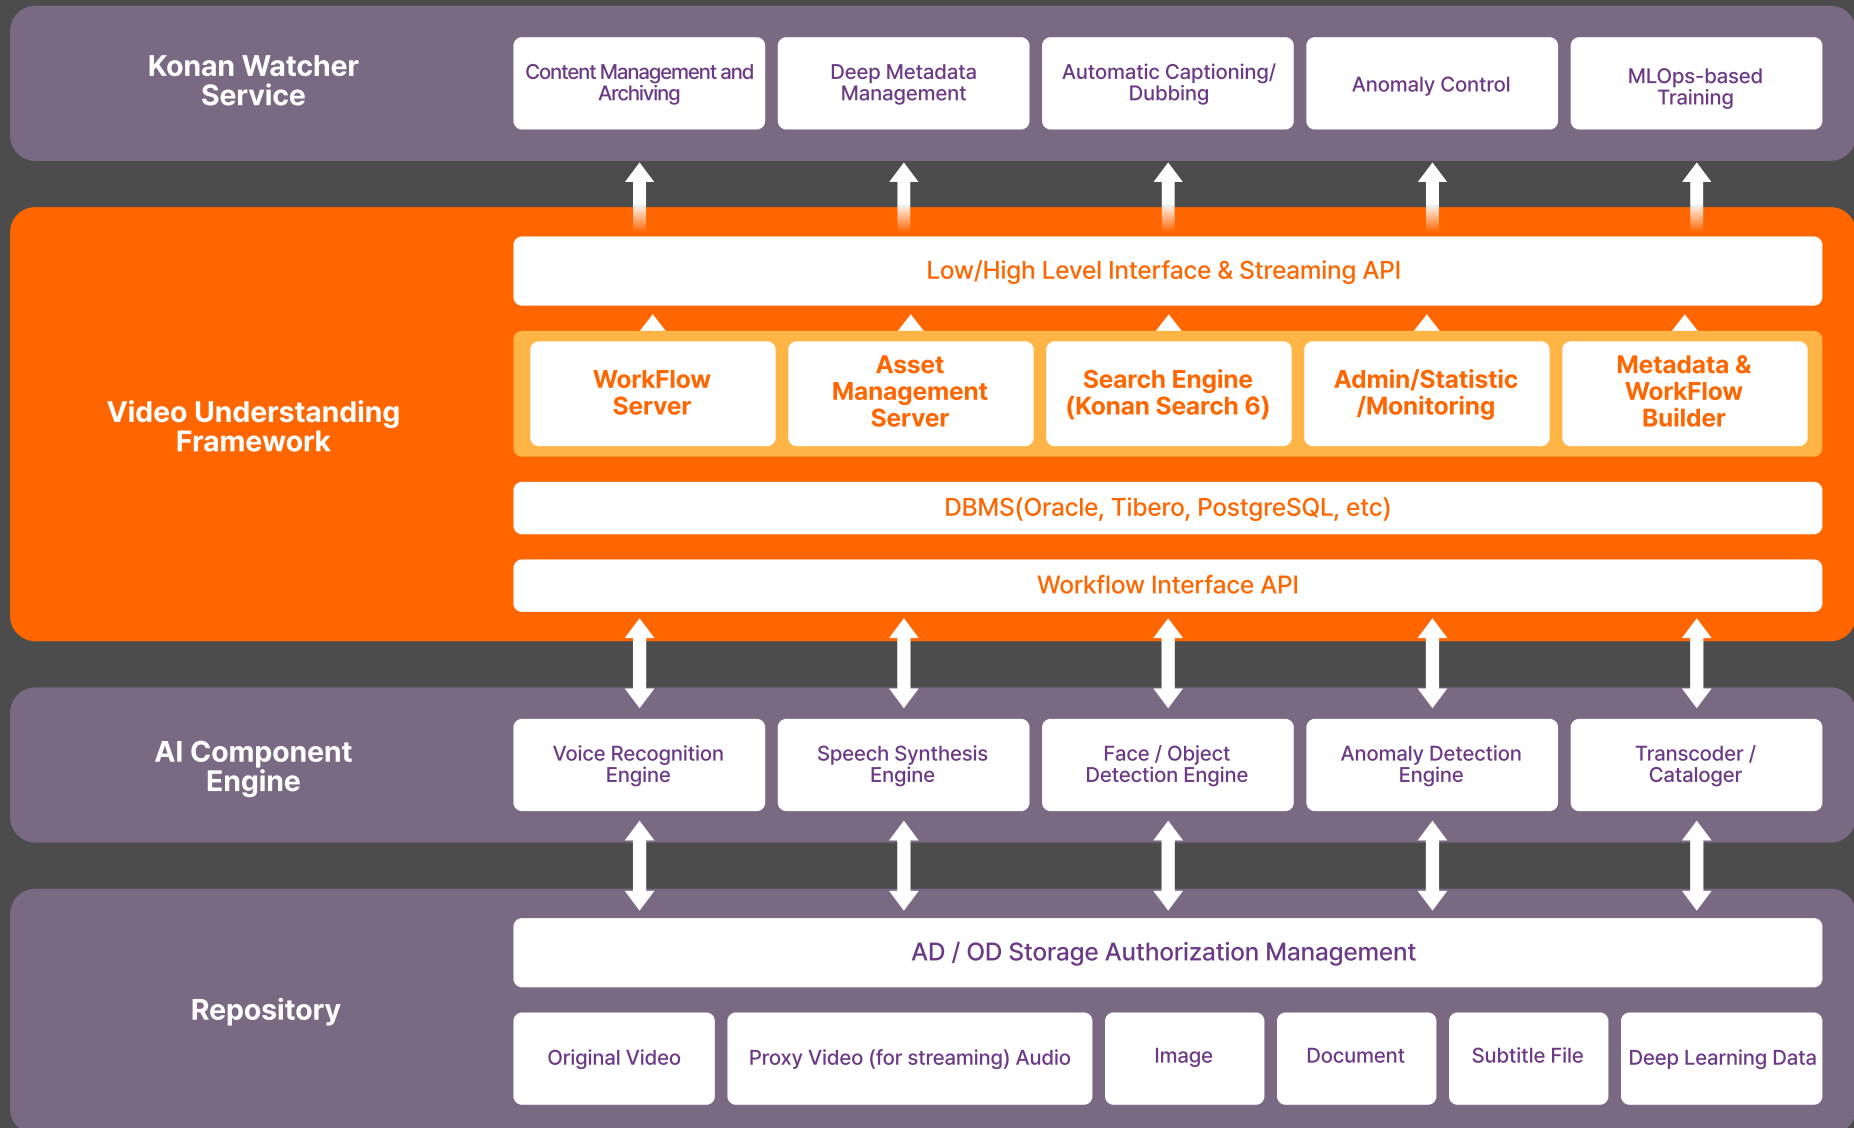 Konan Watcher
Service
Content Management and
Archiving
Deep Metadata
Management
Automatic Captioning/
Dubbing
Anomaly Control
MLOps-based
Training
Video Understanding
Framework
Low/High Level Interface & Streaming API
WorkFlow
Server
Asset
Management
Server
Search Engine
(Konan Search 6)
Admin/Statistic
/Monitoring
Metadata &
WorkFlow
Builder
DBMS(Oracle, Tibero, PostgreSQL, etc)
Workflow Interface API
AI Component
Engine
Voice Recognition
Engine
Speech Synthesis
Engine
Face / Object
Detection Engine
Anomaly Detection
Engine
Transcoder /
Cataloger
Repository
AD / OD Storage Authorization Management
Original Video
Proxy Video (for streaming) Audio
Image
Document
Subtitle File
Deep Learning Data